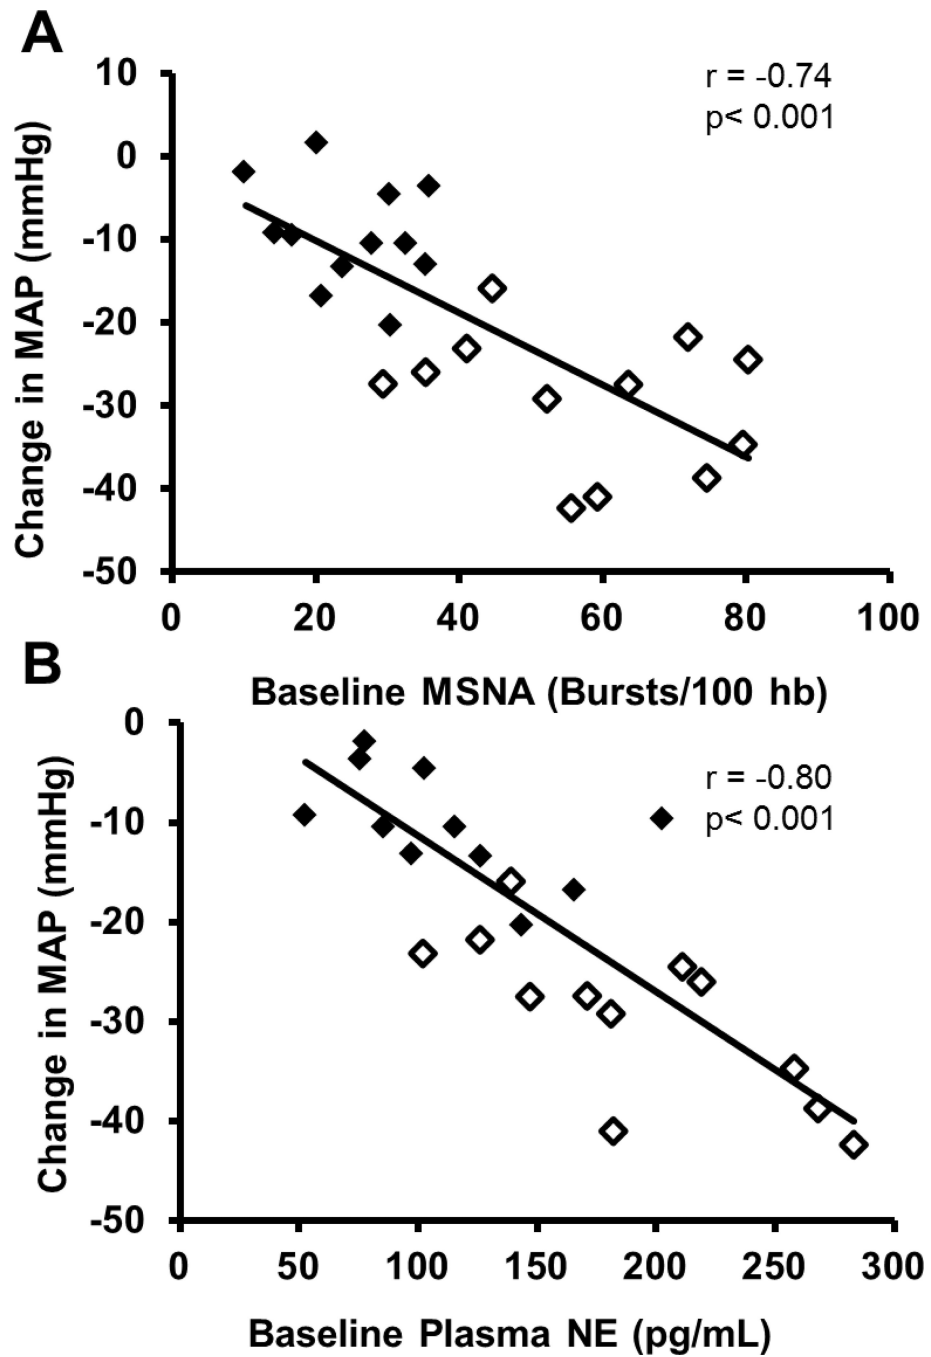 A
r = -0.74
p< 0.001
Change in MAP (mmHg)
10
0
-10
-20
-30
-40
-50
0 20 40 60 80 100
Baseline MSNA (Bursts/100 hb)
B
r = -0.80
p< 0.001
Change in MAP (mmHg)
0
-10
-20
-30
-40
-50
0 50 100 150 200 250 300
Baseline Plasma NE (pg/mL)